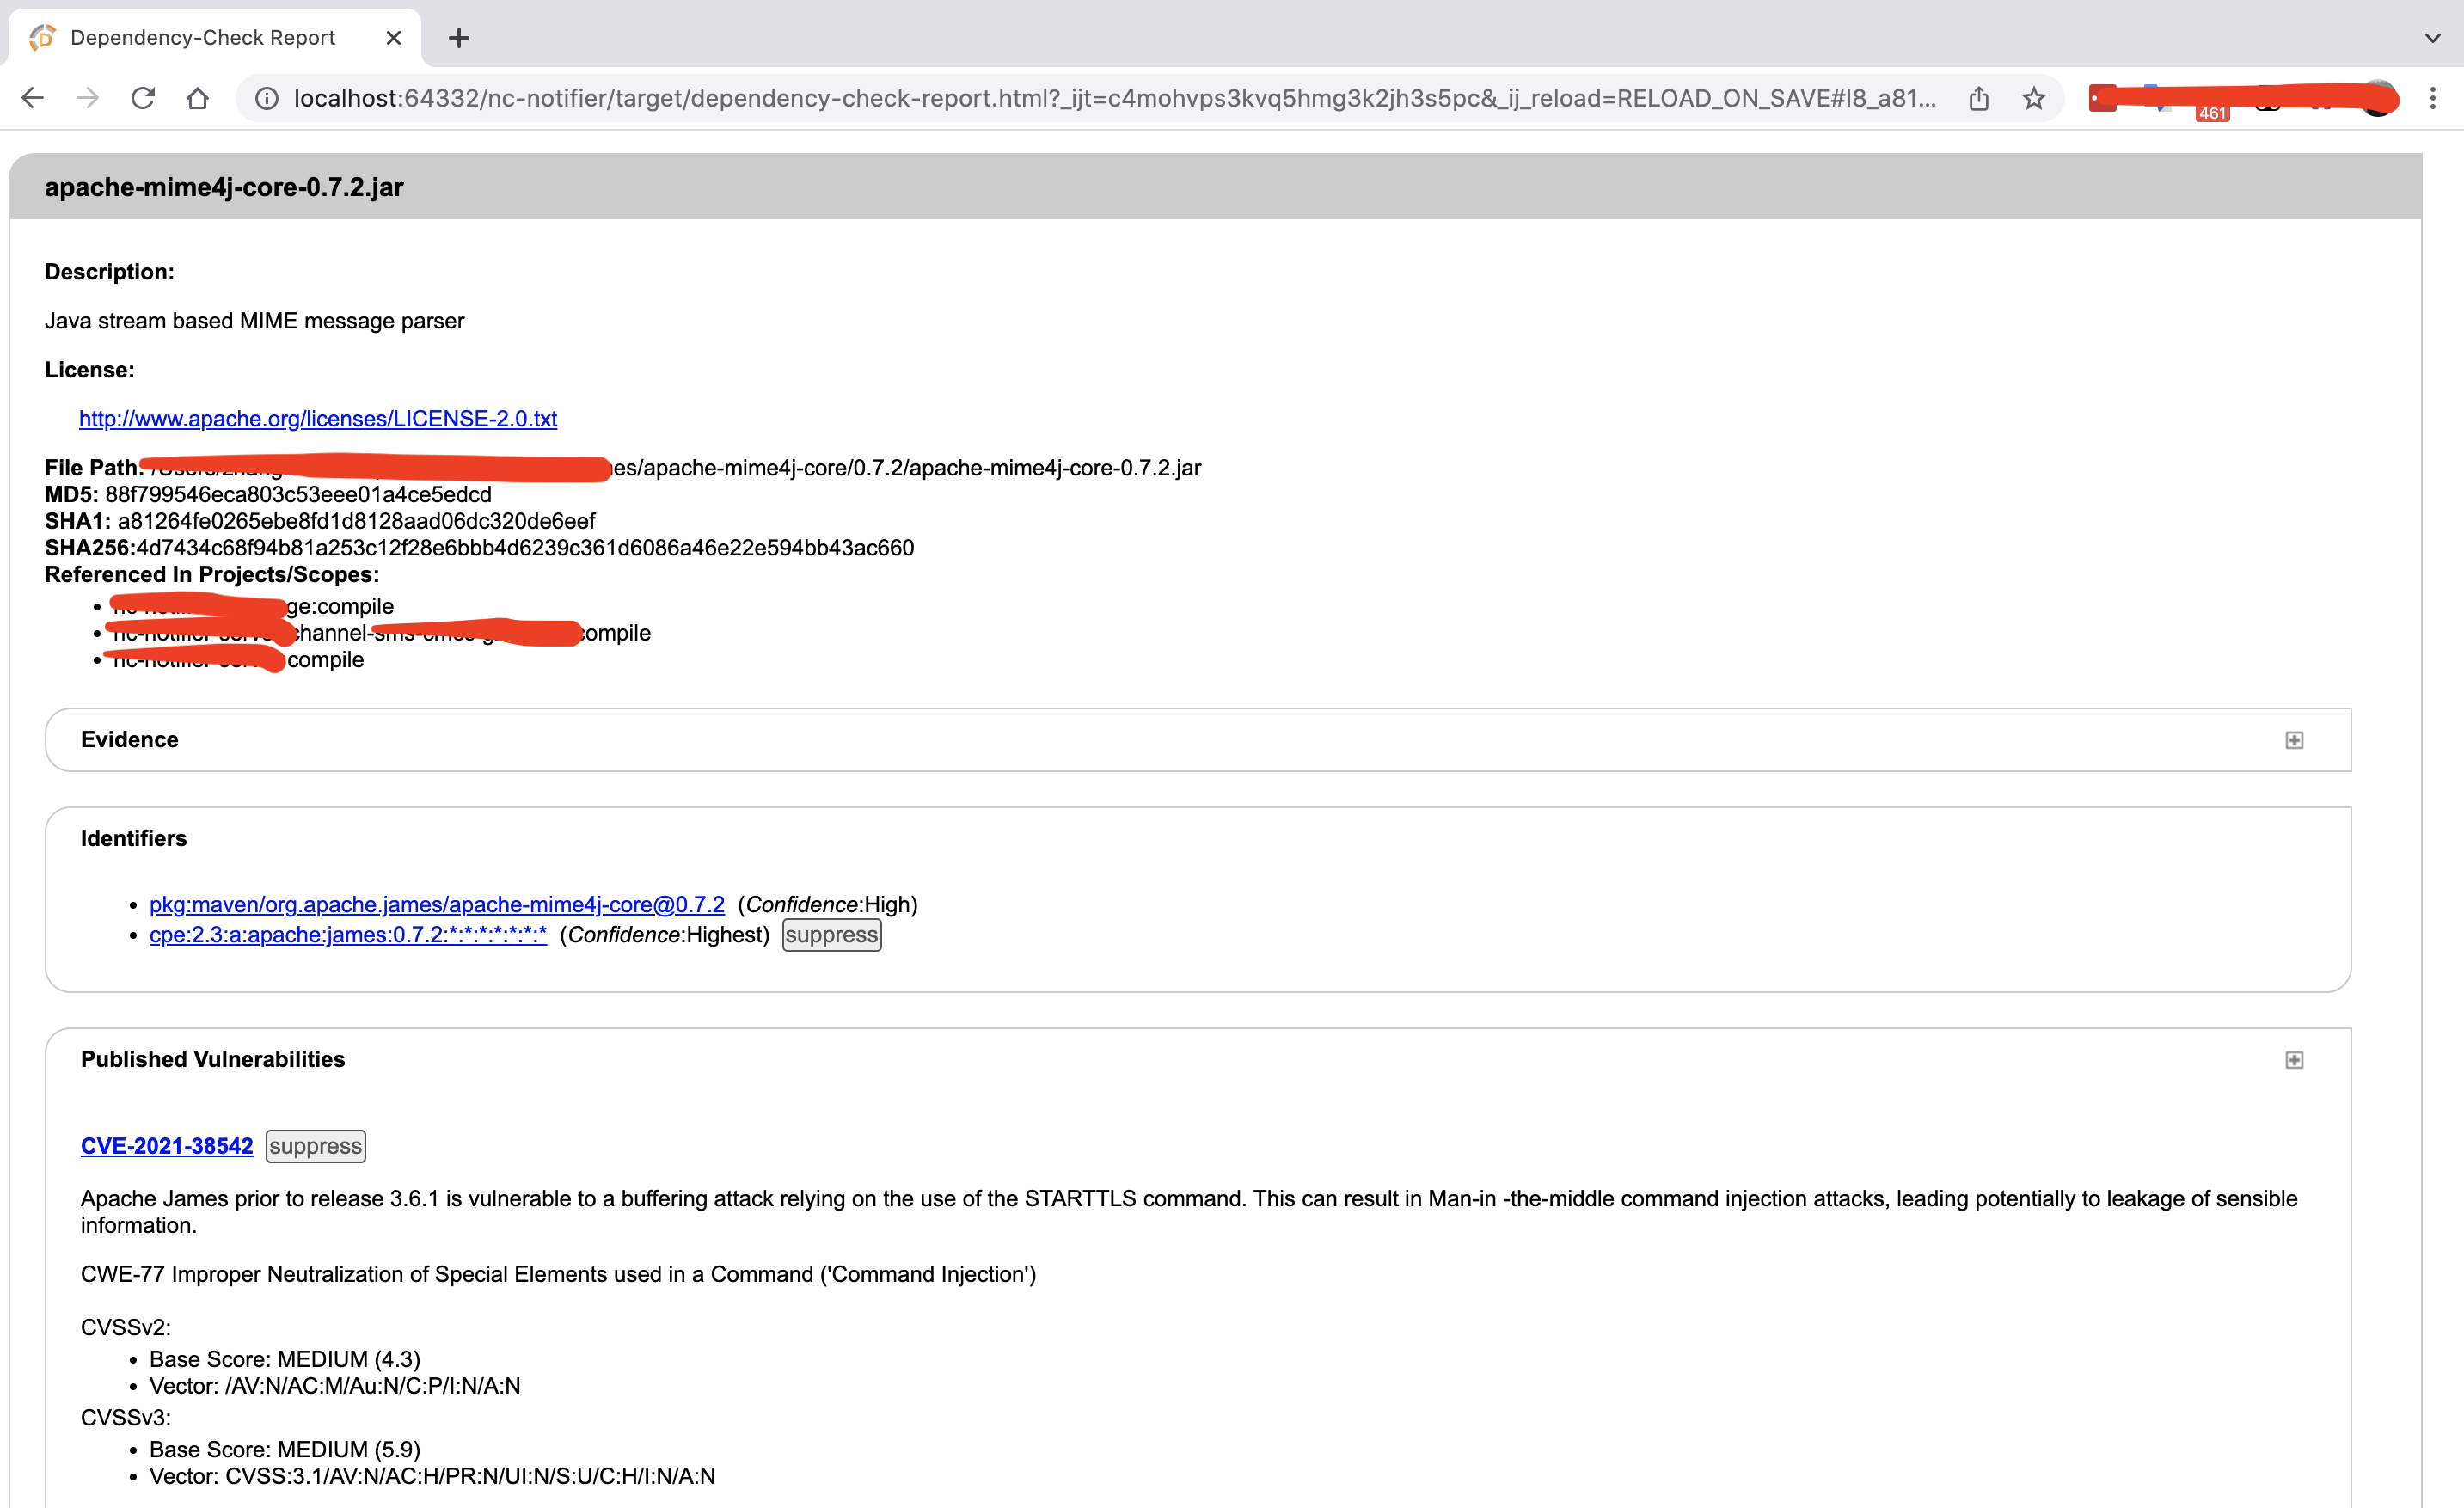 Dependency-Check Report
localhost:64332/nc-notifier/target/dependency-check-report.html?_ijt=c4mohvps3kvq5hmg3k2jh3s5pc&_ij_reload=RELOAD_ON_SAVE#l8_a81...
461
apache-mime4j-core-0.7.2.jar
Description:
Java stream based MIME message parser
License:
http://www.apache.org/licenses/LICENSE-2.0.txt
File Path: es/apache-mime4j-core/0.7.2/apache-mime4j-core-0.7.2.jar
MD5: 88f799546eca803c53eee01a4ce5edcd
SHA1: a81264fe0265ebe8fd1d8128aad06dc320de6eef
SHA256:4d7434c68f94b81a253c12f28e6bbb4d6239c361d6086a46e22e594bb43ac660
Referenced In Projects/Scopes:
ge:compile
channel- compile
:compile
Evidence
Identifiers
pkg:maven/org.apache.james/apache-mime4j-core@0.7.2 (Confidence:High)
cpe:2.3:a:apache:james:0.7.2:*:*:*:*:*:*:* (Confidence:Highest) suppress
Published Vulnerabilities
CVE-2021-38542 suppress
Apache James prior to release 3.6.1 is vulnerable to a buffering attack relying on the use of the STARTTLS command. This can result in Man-in -the-middle command injection attacks, leading potentially to leakage of sensible
information.
CWE-77 Improper Neutralization of Special Elements used in a Command ('Command Injection')
CVSSv2:
Base Score: MEDIUM (4.3)
Vector: /AV:N/AC:M/Au:N/C:P/I:N/A:N
CVSSv3:
Base Score: MEDIUM (5.9)
Vector: CVSS:3.1/AV:N/AC:H/PR:N/UI:N/S:U/C:H/I:N/A:N